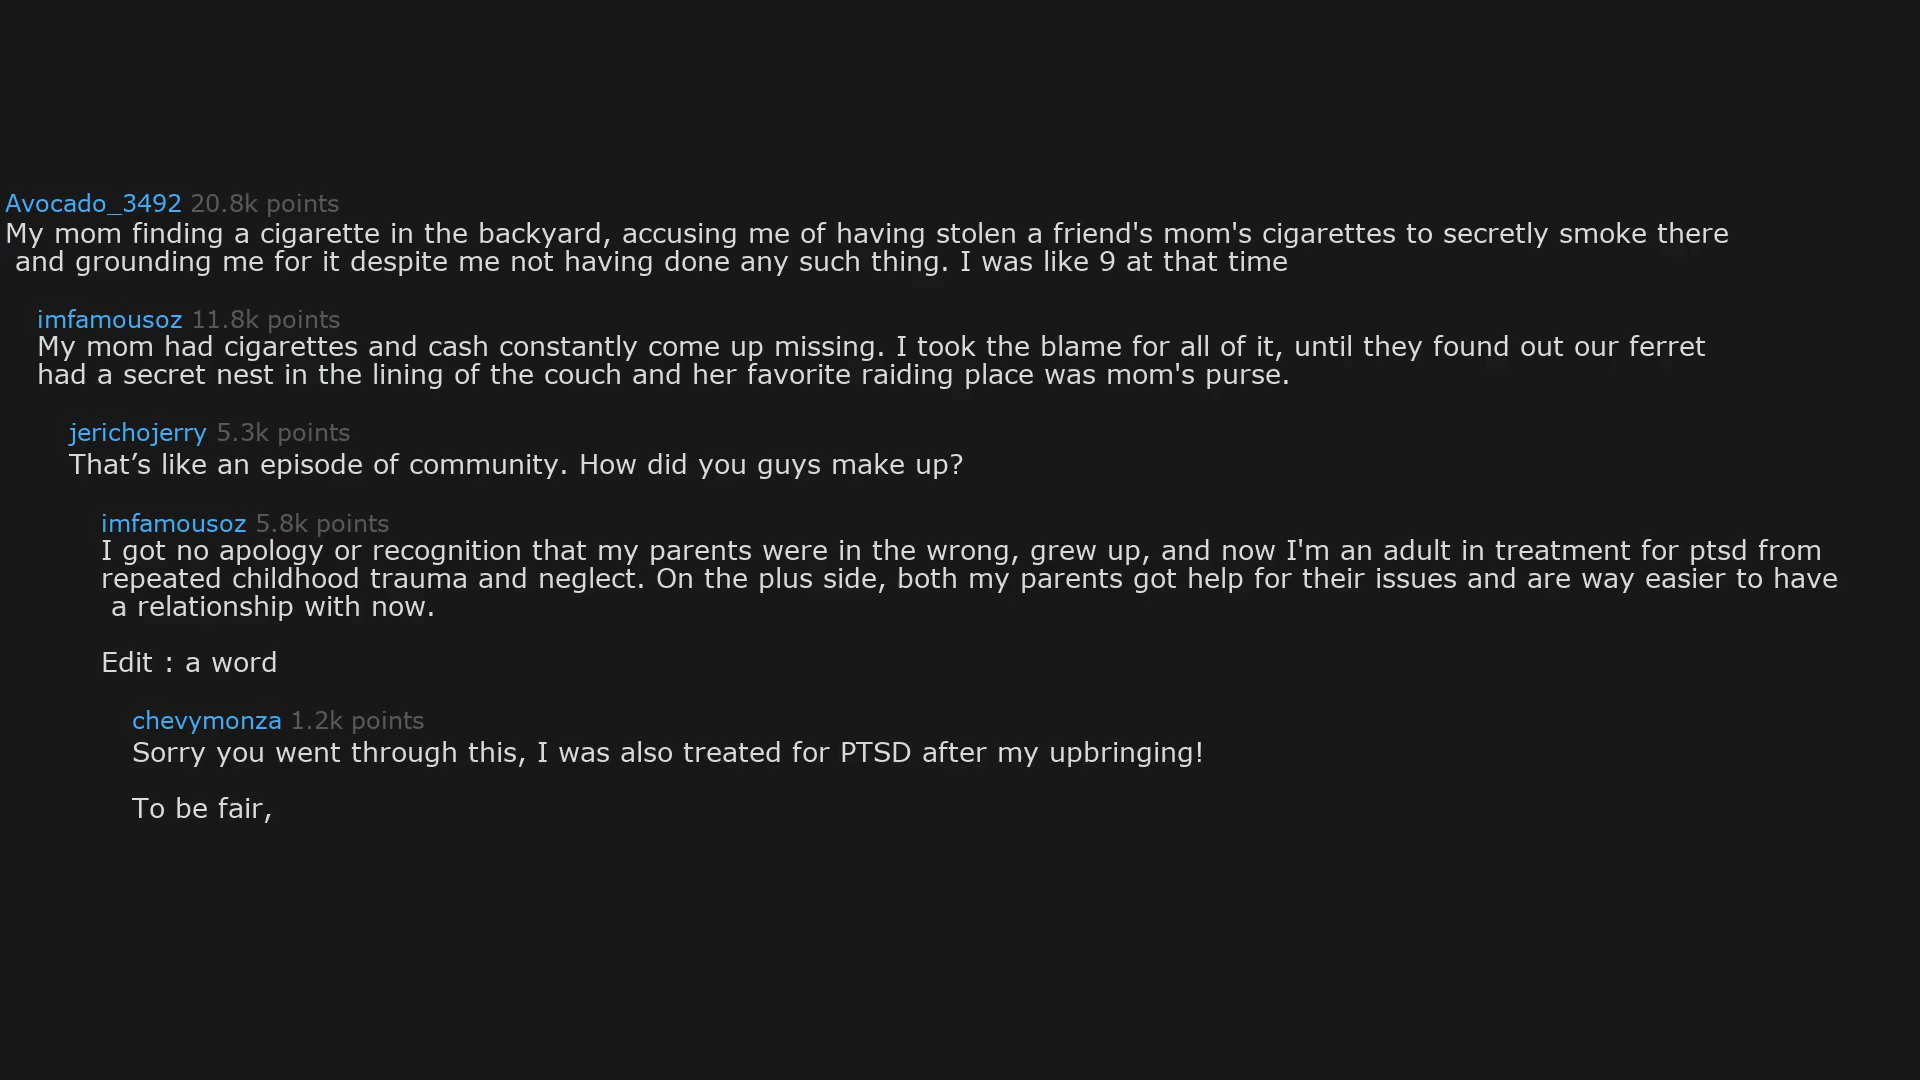 Avocado_3492 20.8k points
My mom finding a cigarette in the backyard, accusing me of having stolen a friend's mom's cigarettes to secretly smoke there
and grounding me for it despite me not having done any such thing. I was like 9 at that time
imfamousoz 11.8k points
My mom had cigarettes and cash constantly come up missing. I took the blame for all of it, until they found out our ferret
had a secret nest in the lining of the couch and her favorite raiding place was mom's purse.
jerichojerry 5.3k points
That’s like an episode of community. How did you guys make up?
imfamousoz 5.8k points
I got no apology or recognition that my parents were in the wrong, grew up, and now I'm an adult in treatment for ptsd from
repeated childhood trauma and neglect. On the plus side, both my parents got help for their issues and are way easier to have
a relationship with now.
Edit : a word
chevymonza 1.2k points
Sorry you went through this, I was also treated for PTSD after my upbringing!
To be fair,